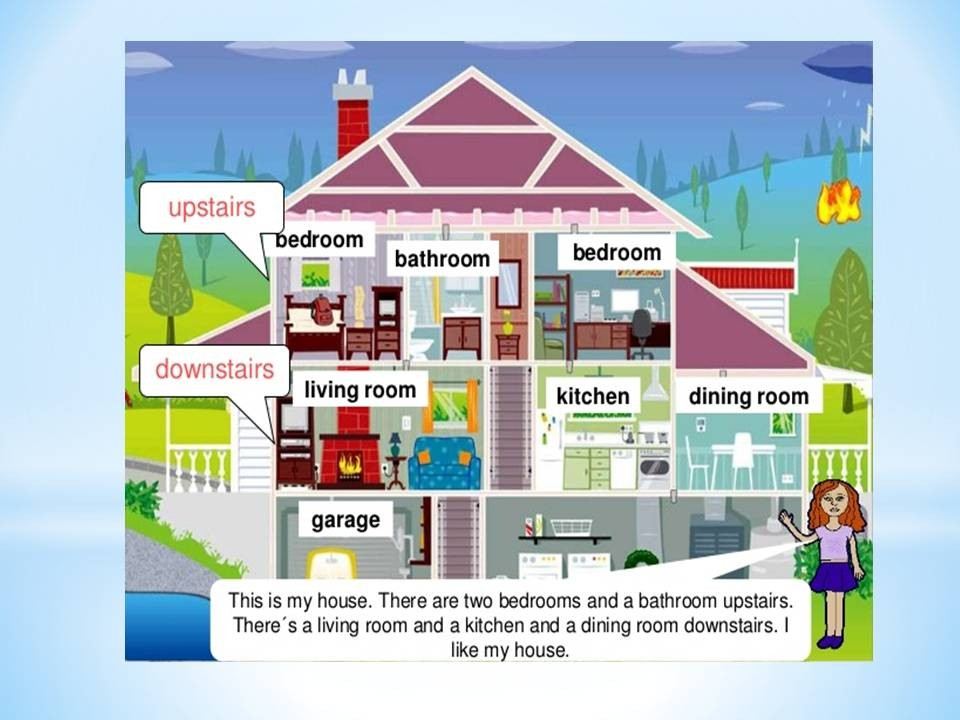 upstairs
bedroom
bathroom
bedroom
downstairs
living room
kitchen
dining room
garage
This is my house. There are two bedrooms and a bathroom upstairs.
There´s a living room and a kitchen and a dining room downstairs. I
like my house.